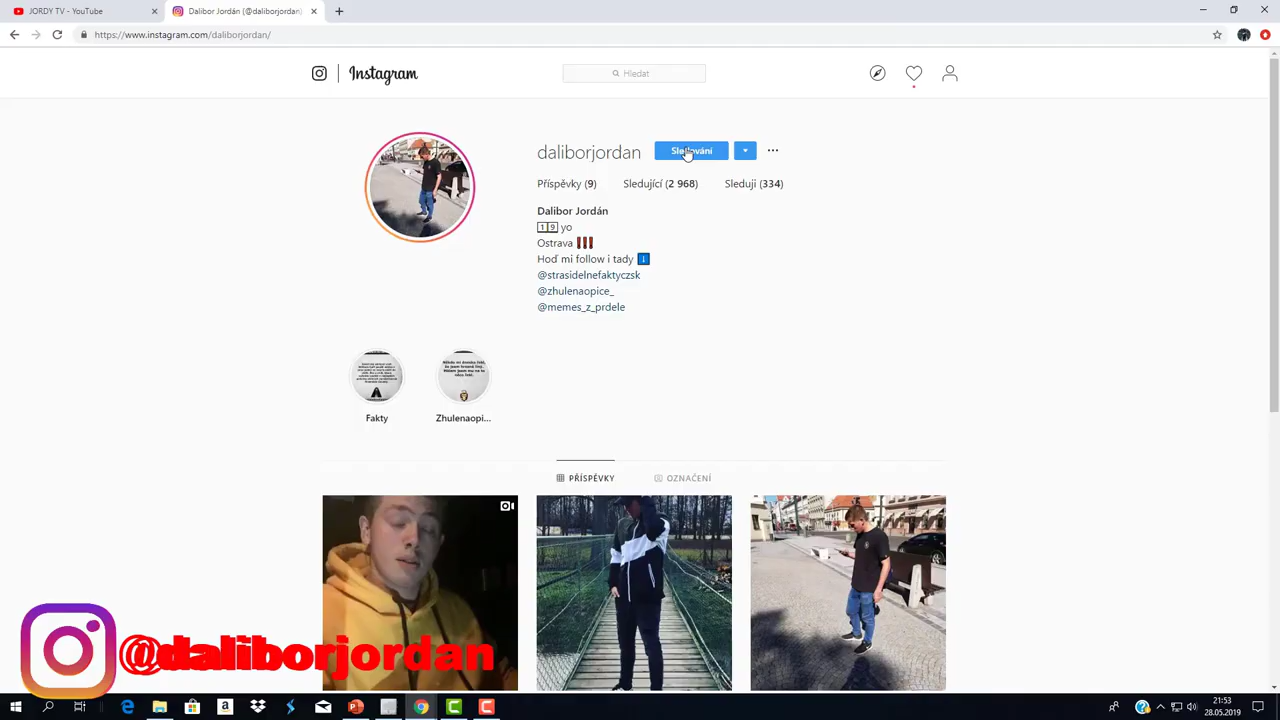 JORDY TV - YouTube
Dalibor Jordán (@daliborjordan)
https://www.instagram.com/daliborjordan/
Instagram
Hledat
daliborjordan
Sledování
Příspěvky (9)
Sledující (2 968)
Sleduji (334)
Dalibor Jordán
19 yo
Ostrava
Hoď mi follow i tady
@strasidelnefaktyczsk
@zhulenaopice_
@memes_z_prdele
Fakty
Zhulenaopi...
PŘÍSPĚVKY
OZNAČENÍ
@daliborjordan
21:53
28.05.2019